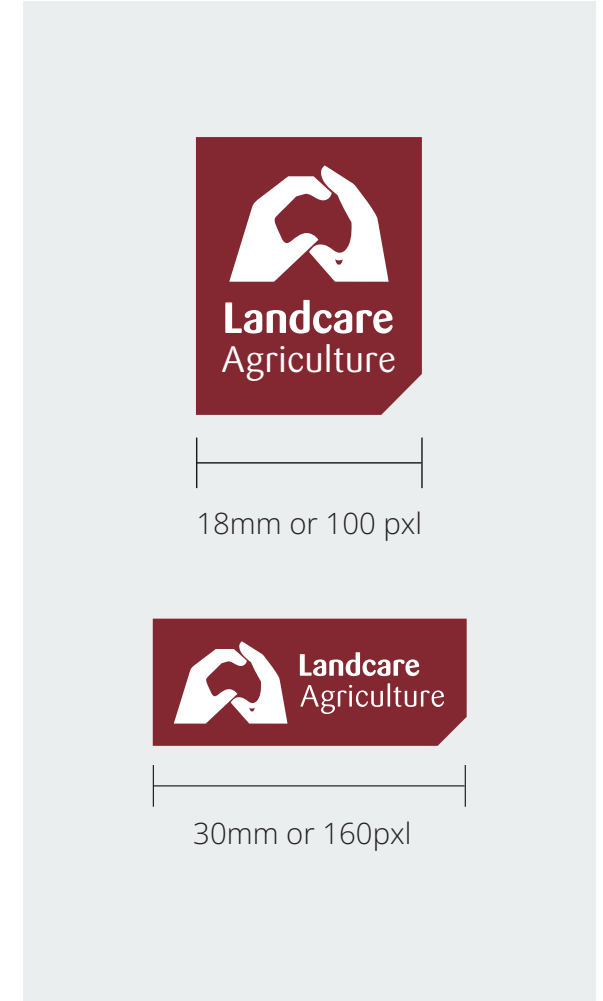 Landcare
Agriculture
18mm or 100 pxl
Landcare
Agriculture
30mm or 160pxl